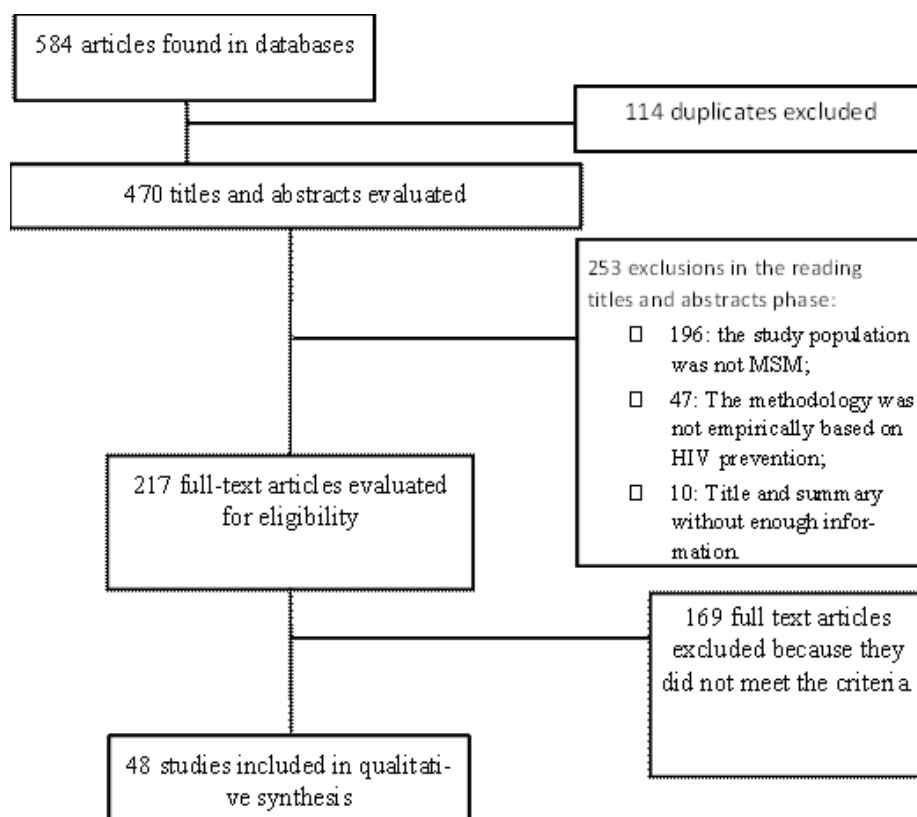 584 articles found in databases
114 duplicates excluded
470 titles and abstracts evaluated
253 exclusions in the reading
titles and abstracts phase:
196: the study population
was not MSM;
47: The methodology was
not empirically based on
HIV prevention;
10: Title and summary
without enough infor-
mation.
217 full-text articles evaluated
for eligibility
169 full text articles
excluded because they
did not meet the criteria.
48 studies included in qualitati-
ve synthesis